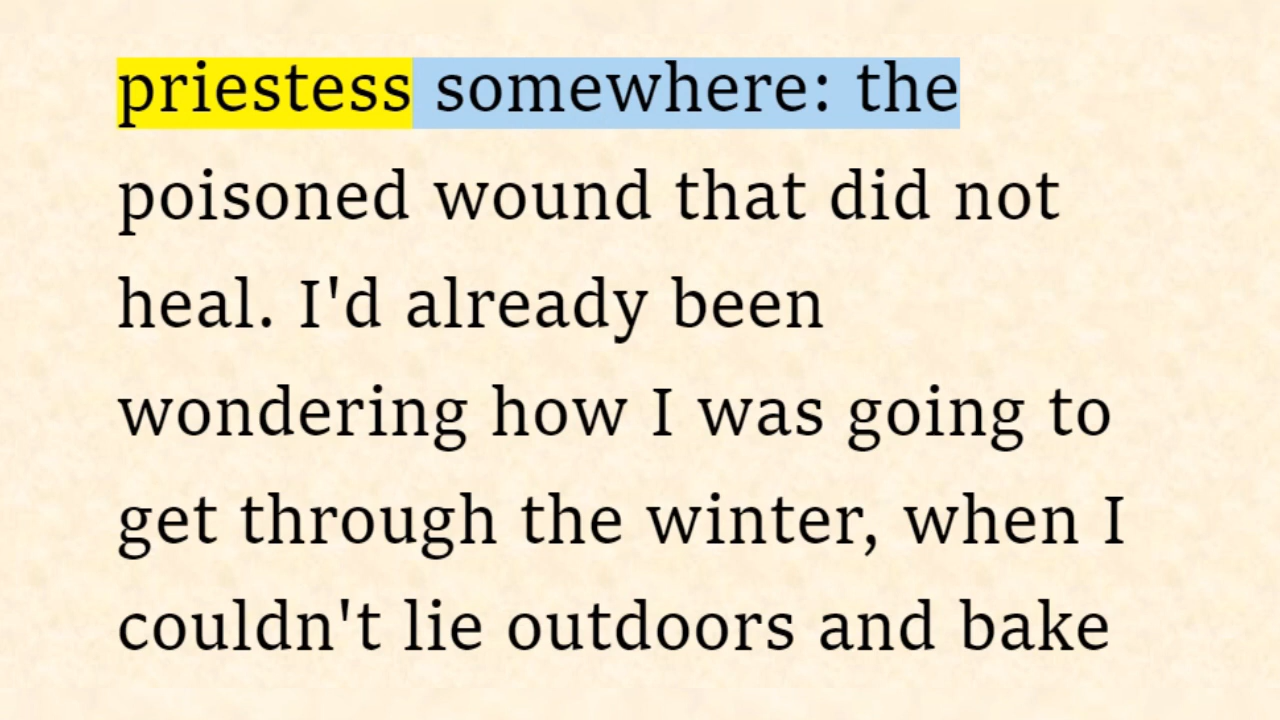 priestess somewhere: the
poisoned wound that did not
heal. I'd already been
wondering how I was going to
get through the winter, when I
couldn't lie outdoors and bake